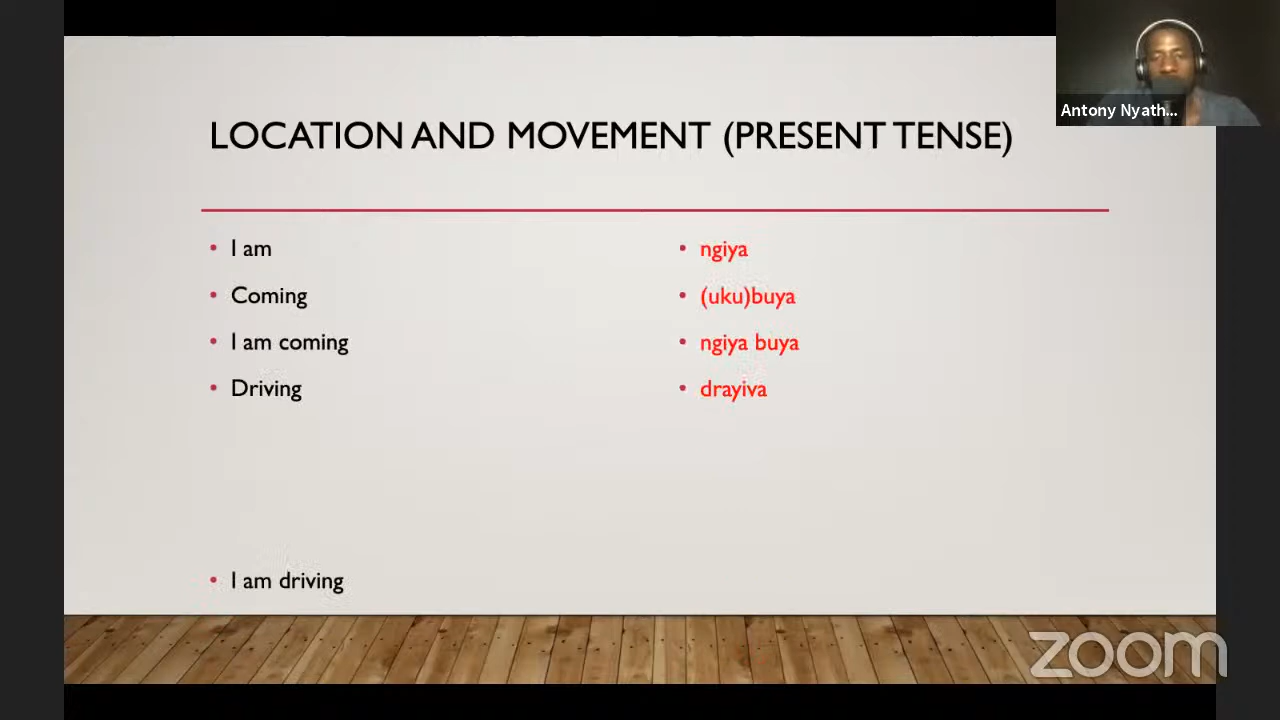 Antony Nyath...
LOCATION AND MOVEMENT (PRESENT TENSE)
• I am
• Coming
• I am coming
• Driving
• I am driving
• ngiya
• (uku)buya
• ngiya buya
• drayiva
zoom